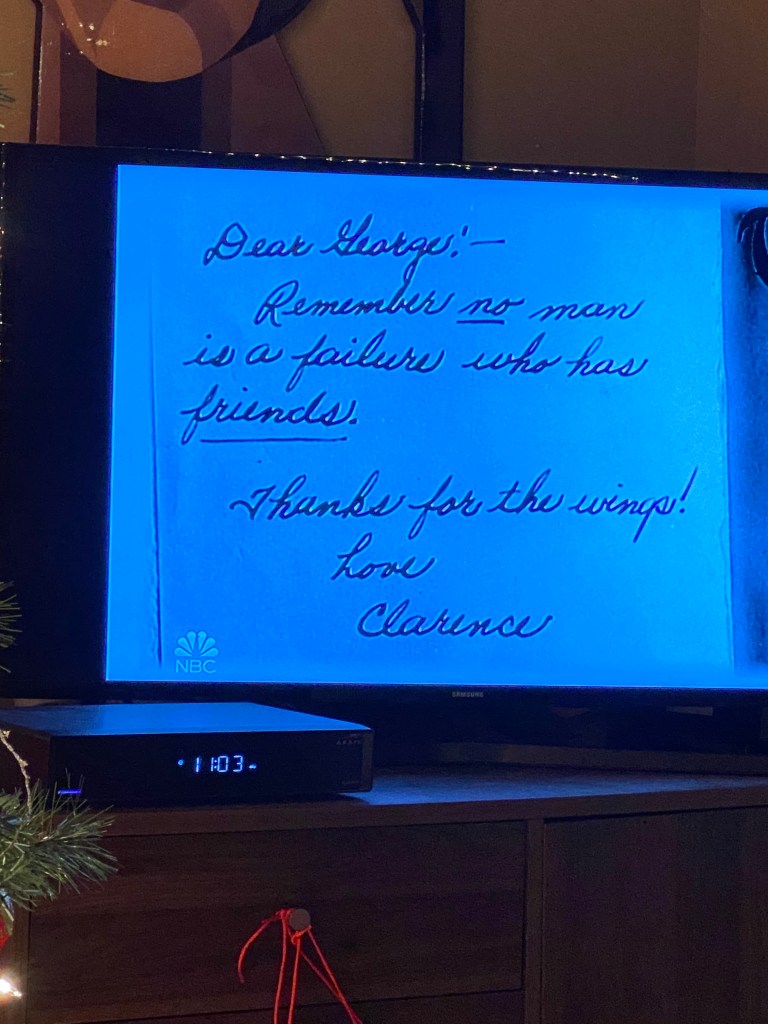 Dear George:—
Remember no man
is a failure who has
friends.
Thanks for the wings!
Love
Clarence
NBC
SAMSUNG
11:03